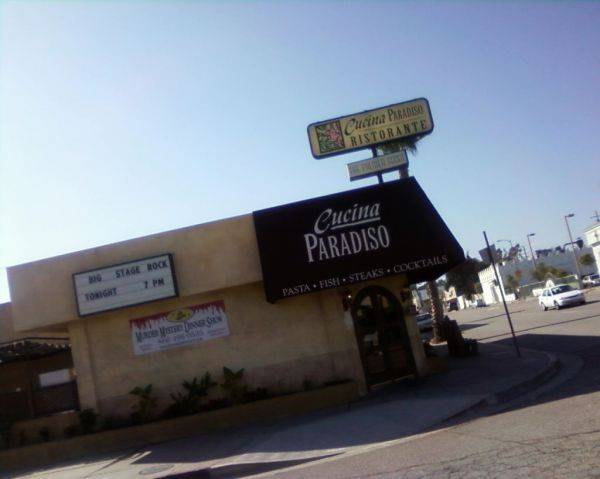 Cucina PARADISO
RISTORANTE
Cucina
PARADISO
PASTA • FISH • STEAKS • COCKTAILS
BIG STAGE ROCK
TONIGHT 7 PM
MURDER MYSTERY DINNER SHOW